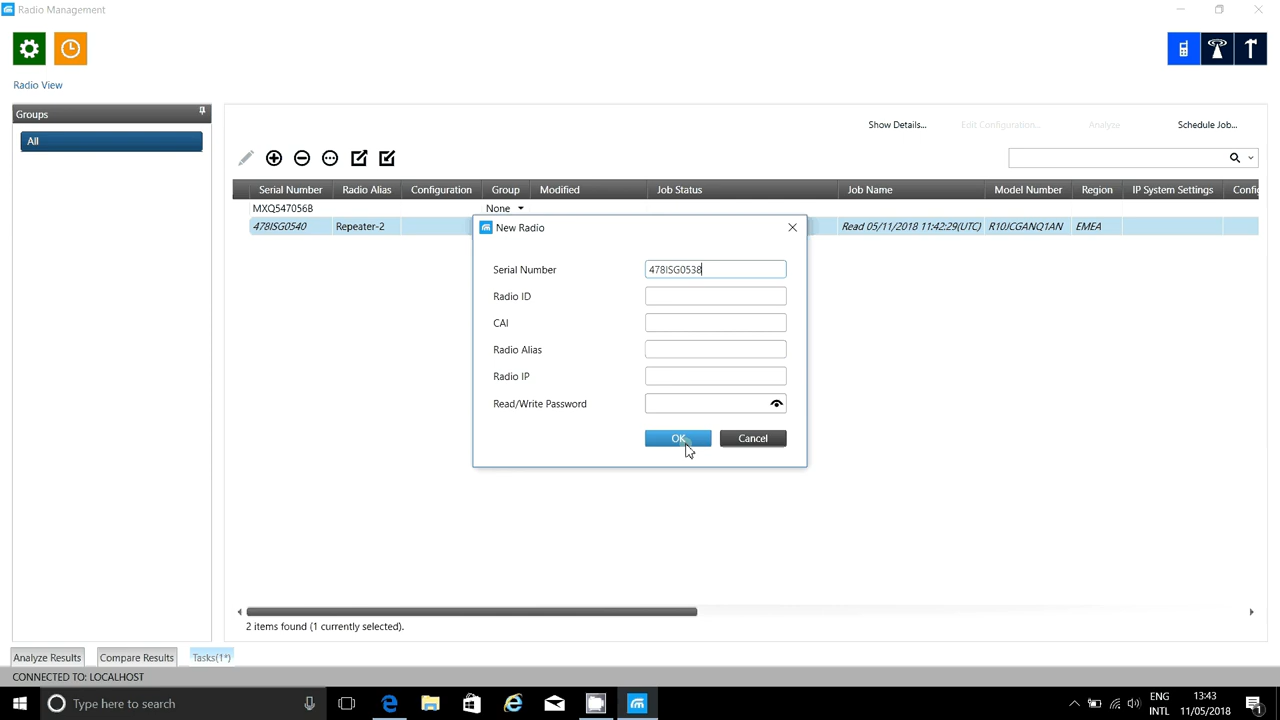 Radio Management
Radio View
Groups
All
Show Details...
Edit Configuration...
Analyze
Schedule Job...
Serial Number Radio Alias Configuration Group Modified Job Status Job Name Model Number Region IP System Settings Confi
MXQ547056B None
478ISG0540 Repeater-2 Read 05/11/2018 11:42:29(UTC) R10JCGANQ1AN EMEA
New Radio
Serial Number 478ISG0538
Radio ID
CAI
Radio Alias
Radio IP
Read/Write Password
OK Cancel
2 items found (1 currently selected).
Analyze Results Compare Results Tasks(1*)
CONNECTED TO: LOCALHOST
Type here to search
ENG
INTL
13:43
11/05/2018
1